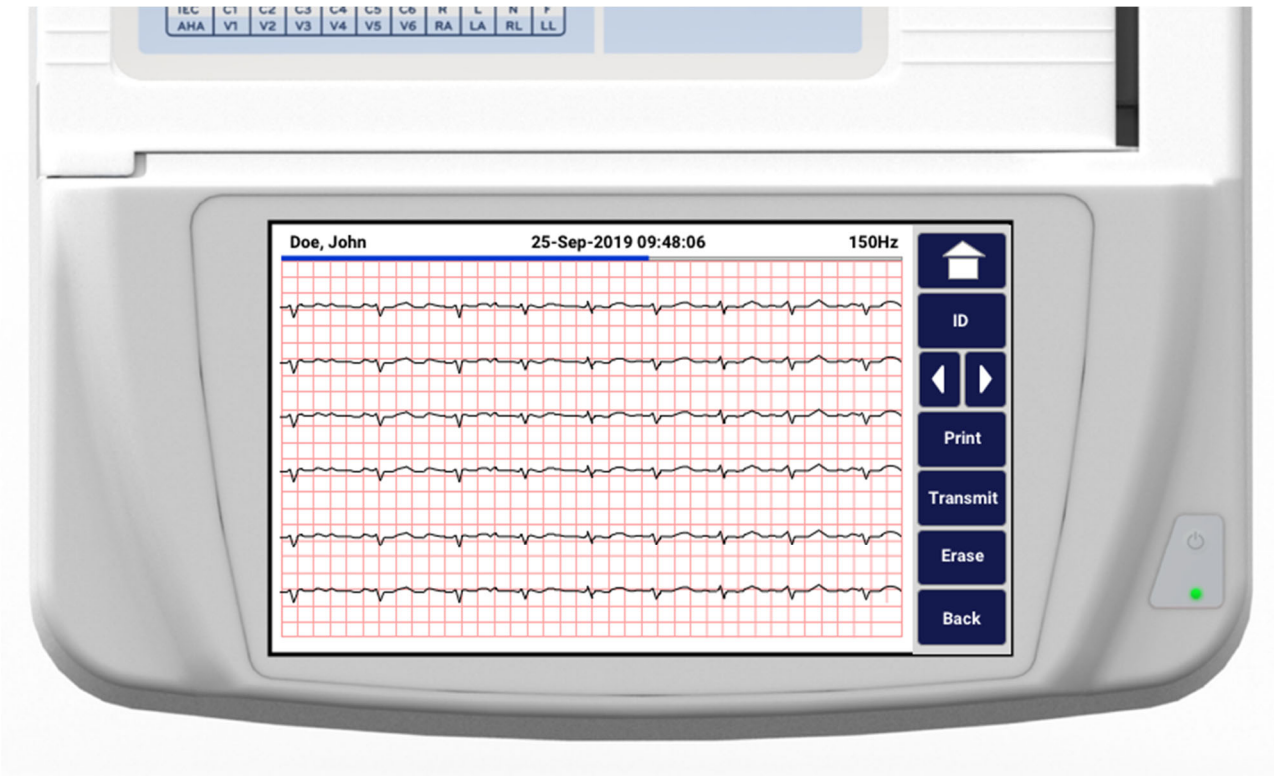 IEC C1 C2 C3 C4 C5 C6 R L N F
AHA V1 V2 V3 V4 V5 V6 RA LA RL LL
Doe, John 25-Sep-2019 09:48:06 150Hz
ID
Print
Transmit
Erase
Back